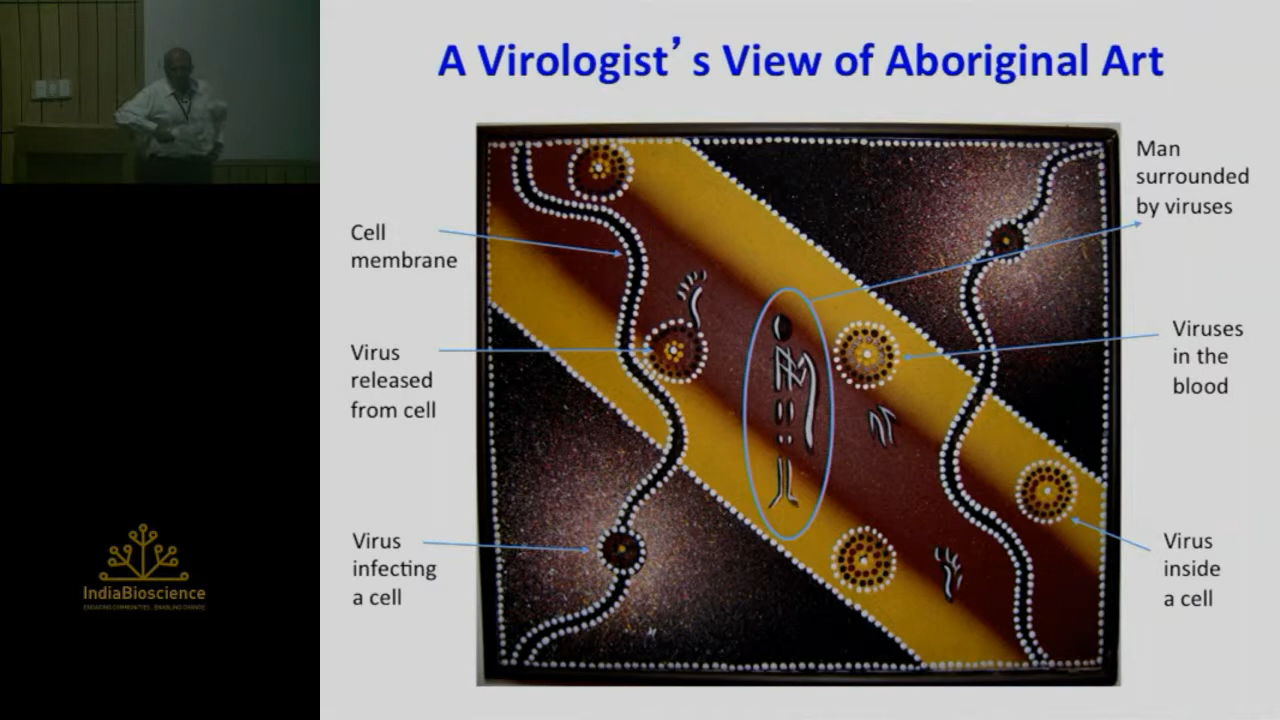 A Virologist’s View of Aboriginal Art
Man
surrounded
by viruses
Cell
membrane
Viruses
in the
blood
Virus
released
from cell
Virus
infecting
a cell
Virus
inside
a cell
IndiaBioscience